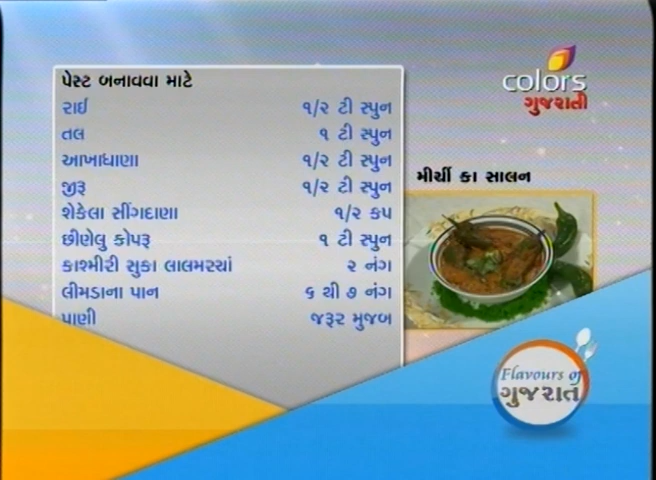 પેસ્ટ બનાવવા માટે
રાઈ ૧/૨ ટી સ્પુન
તલ ૧ ટી સ્પુન
આખાધાણા ૧/૨ ટી સ્પુન
જીરૂ ૧/૨ ટી સ્પુન
શેકેલા સીંગદાણા ૧/૨ કપ
છીણેલુ કોપરૂ ૧ ટી સ્પુન
કાશ્મીરી સુકા લાલમરચાં ૨ નંગ
લીમડાના પાન ૬ થી ૭ નંગ
પાણી જરૂર મુજબ
colors
ગુજરાતી
મીર્ચી કા સાલન
Flavours of
ગુજરાત